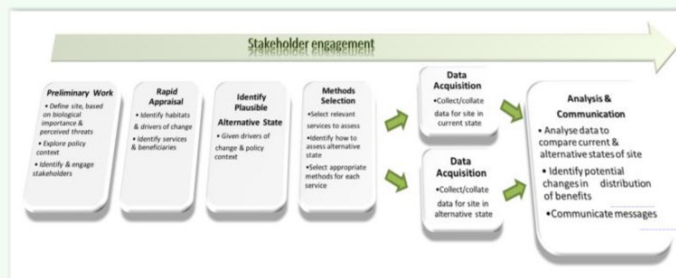 Stakeholder engagement
Preliminary Work
• Define site, based
on biological
importance &
perceived threats
• Explore policy
context
• Identify & engage
stakeholders
Rapid
Appraisal
• Identify habitats
& drivers of change
• Identify services
& beneficiaries
Identify
Plausible
Alternative State
• Given drivers of
change & policy
context
Methods
Selection
•Select relevant
services to assess
•Identify how to
assess alternative
state
•Select appropriate
methods for each
service
Data
Acquisition
•Collect/collate
data for site in
current state
Data
Acquisition
•Collect/collate
data for site in
alternative state
Analysis &
Communication
• Analyse data to
compare current &
alternative states of site
• Identify potential
changes in distribution
of benefits
•Communicate messages